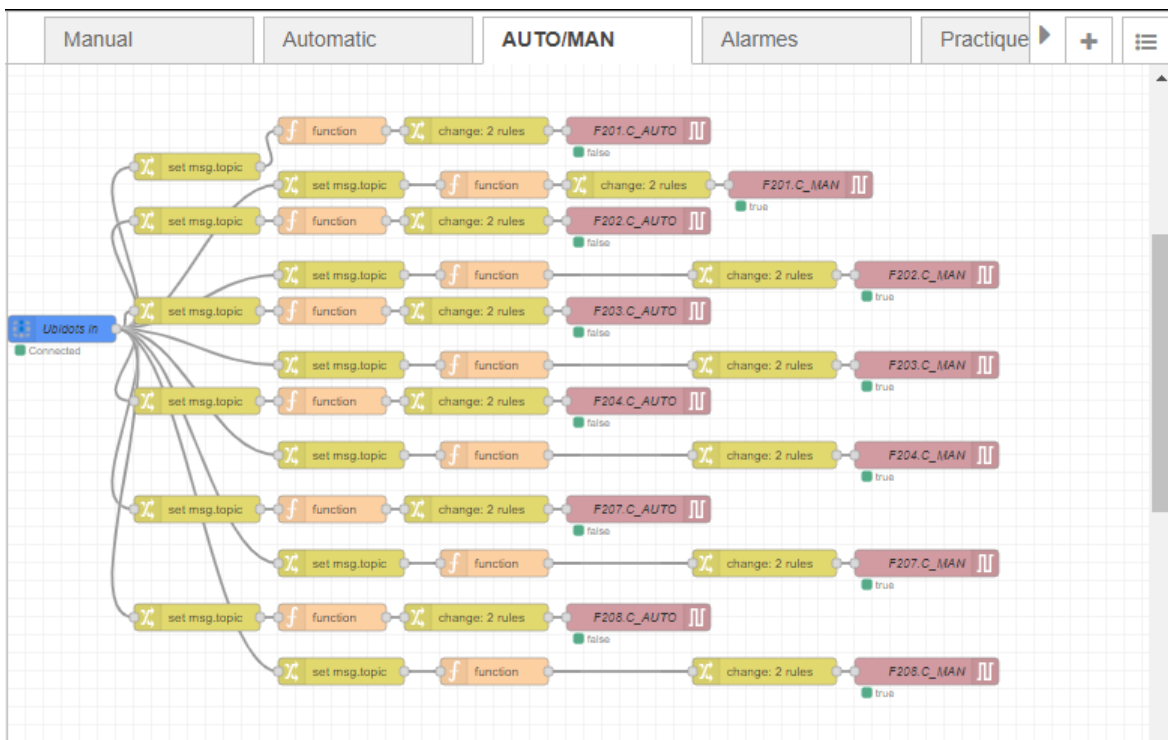 Manual Automatic AUTO/MAN Alarmes Practique
function change: 2 rules F201.C_AUTO
false
set msg.topic
set msg.topic function change: 2 rules F201.C_MAN
true
set msg.topic function change: 2 rules F202.C_AUTO
false
set msg.topic function change: 2 rules F202.C_MAN
true
set msg.topic function change: 2 rules F203.C_AUTO
false
Ubidots in
Connected
set msg.topic function change: 2 rules F203.C_MAN
true
set msg.topic function change: 2 rules F204.C_AUTO
false
set msg.topic function change: 2 rules F204.C_MAN
true
set msg.topic function change: 2 rules F207.C_AUTO
false
set msg.topic function change: 2 rules F207.C_MAN
true
set msg.topic function change: 2 rules F208.C_AUTO
false
set msg.topic function change: 2 rules F208.C_MAN
true